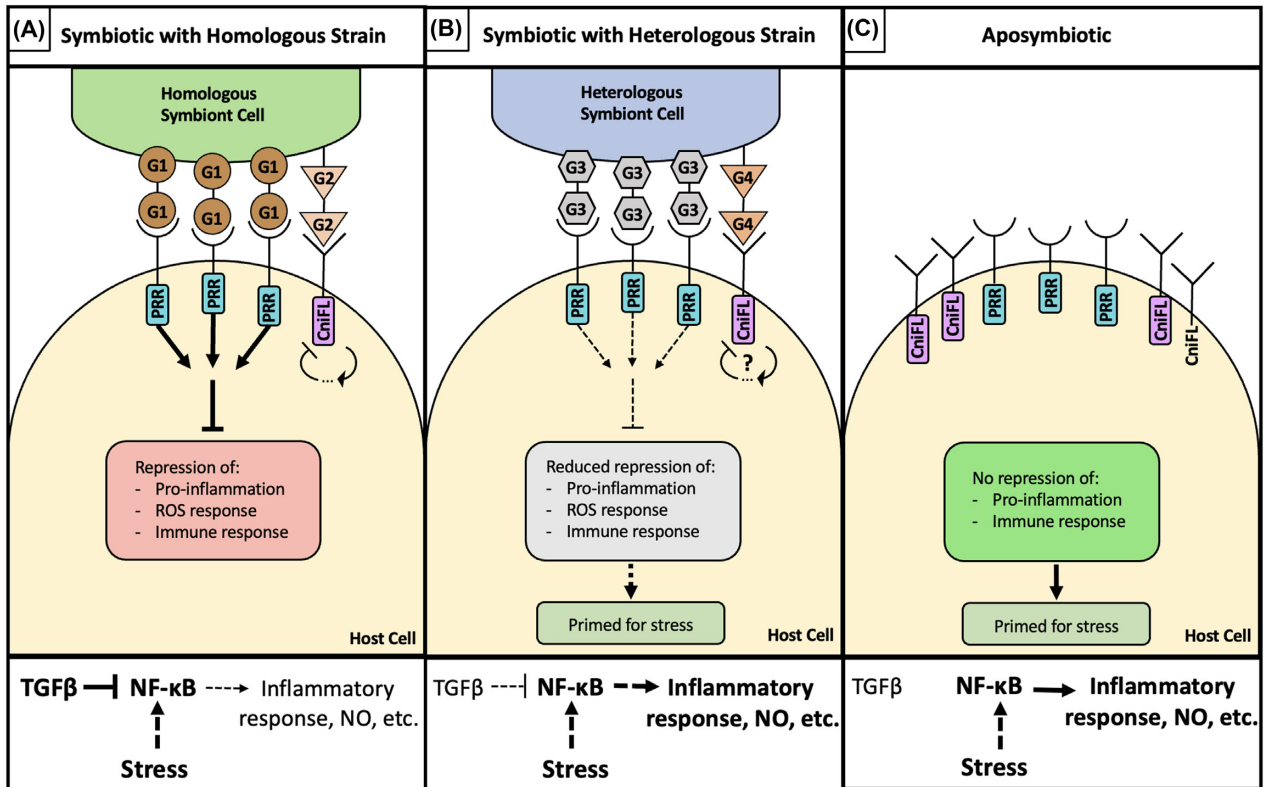 (A) Symbiotic with Homologous Strain
Homologous
Symbiont Cell
G1 G1 G1 G2
G1 G1 G1 G2
PRR PRR PRR CniFL
...
Repression of:
- Pro-inflammation
- ROS response
- Immune response
Host Cell
TGFβ NF-κB Inflammatory
response, NO, etc.
Stress
(B) Symbiotic with Heterologous Strain
Heterologous
Symbiont Cell
G3 G3 G3 G4
G3 G3 G3 G4
PRR PRR PRR CniFL
?
...
Reduced repression of:
- Pro-inflammation
- ROS response
- Immune response
Primed for stress
Host Cell
TGFβ NF-κB Inflammatory
response, NO, etc.
Stress
(C) Aposymbiotic
CniFL CniFL PRR PRR PRR CniFL CniFL
No repression of:
- Pro-inflammation
- Immune response
Primed for stress
Host Cell
TGFβ NF-κB Inflammatory
response, NO, etc.
Stress